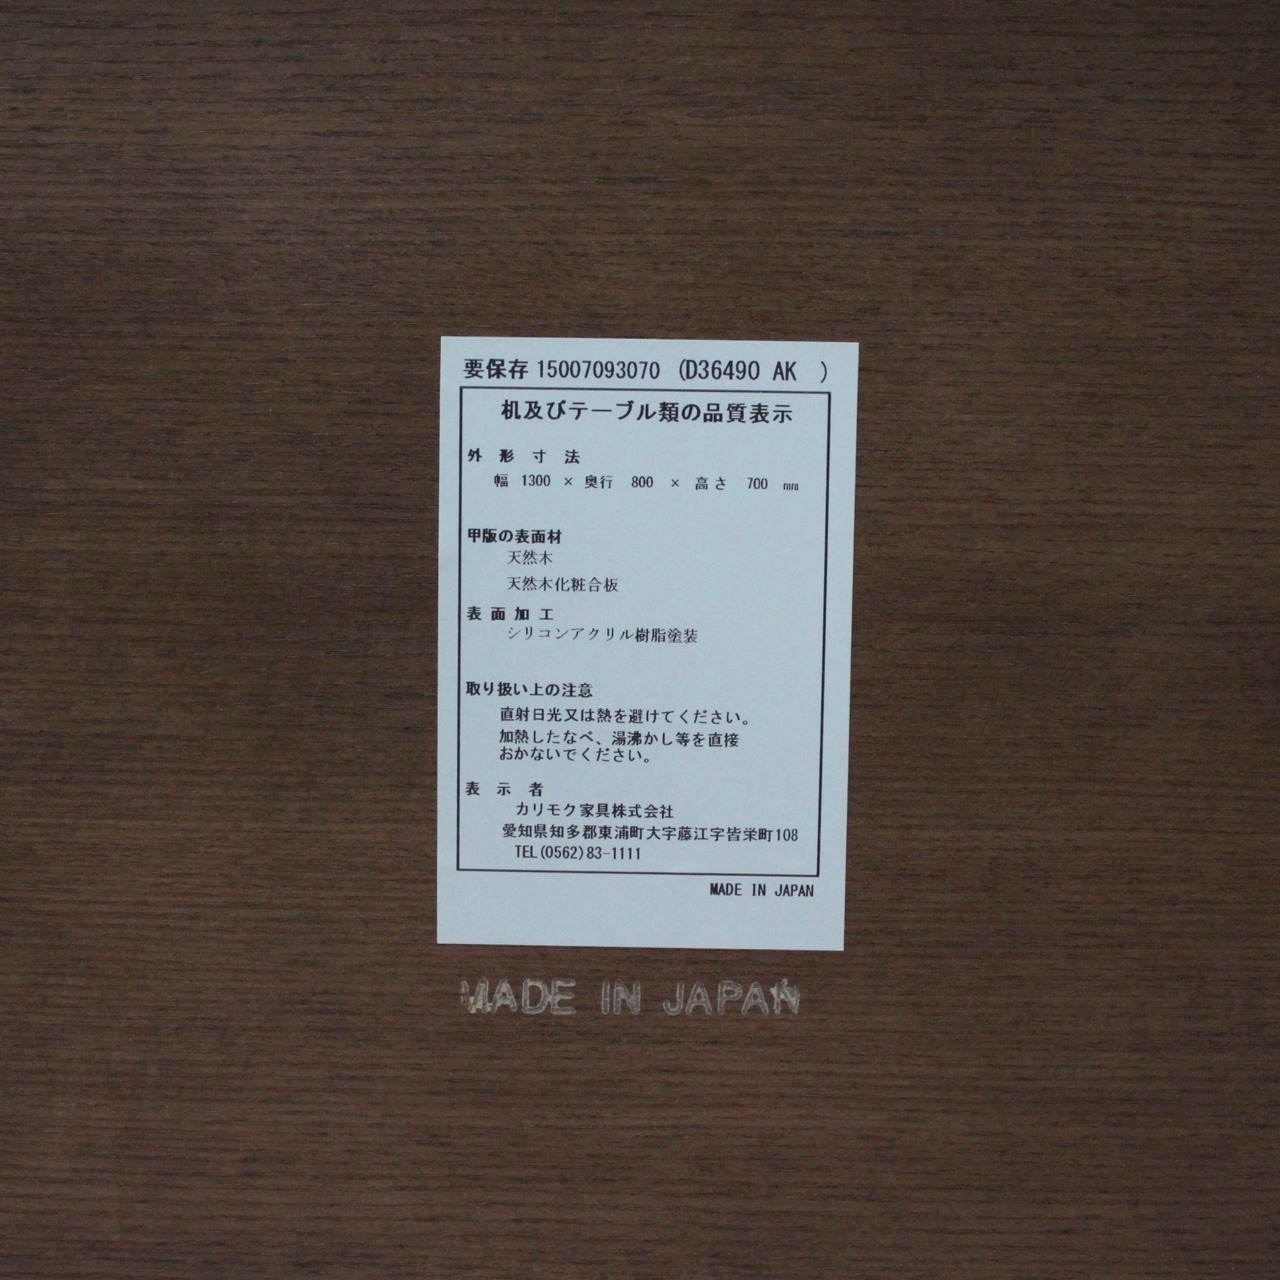 要保存 15007093070 (D36490 AK )
机及びテーブル類の品質表示
外形寸法
幅 1300 × 奥行 800 × 高さ 700 mm
甲版の表面材
天然木
天然木化粧合板
表面加工
シリコンアクリル樹脂塗装
取り扱い上の注意
直射日光又は熱を避けてください。
加熱したなべ、湯沸かし等を直接
おかないでください。
表示者
カリモク家具株式会社
愛知県知多郡東浦町大字藤江字皆栄町108
TEL(0562)83-1111
MADE IN JAPAN
MADE IN JAPAN